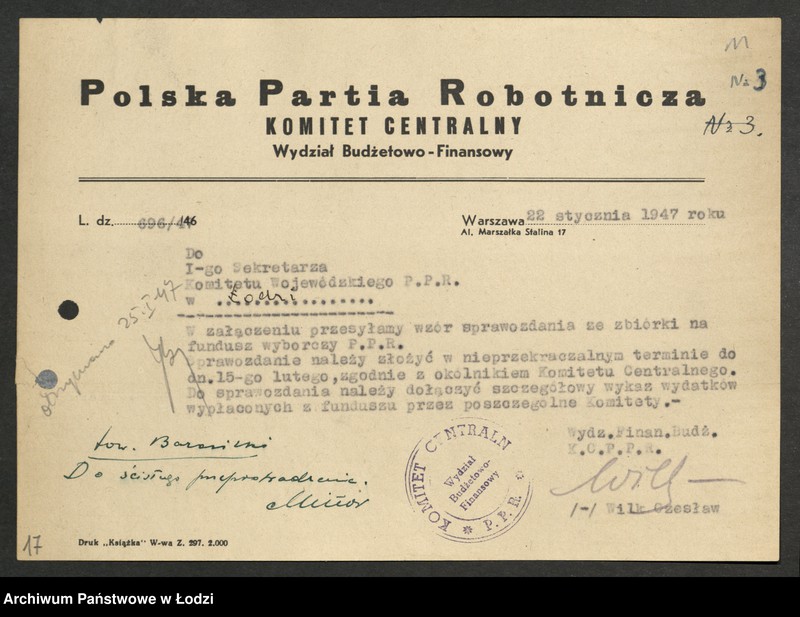 M
№ 3
№ 3.
Polska Partia Robotnicza
KOMITET CENTRALNY
Wydział Budżetowo-Finansowy
L. dz. 696/47 146
Warszawa 22 stycznia 1947 roku
Al. Marszałka Stalina 17
Do
I-go Sekretarza
Komitetu Wojewódzkiego P.P.R.
w Łodzi
otrzymano 25.I.47
W załączeniu przesyłamy wzór sprawozdania ze zbiórki na
fundusz wyborczy P.P.R.
Sprawozdanie należy złożyć w nieprzekraczalnym terminie do
dn.15-go lutego,zgodnie z okólnikiem Komitetu Centralnego.
Do sprawozdania należy dołączyć szczegółowy wykaz wydatków
wypłaconych z funduszu przez poszczególne Komitety.-
Wydz.Finan.Budż.
K.C.P.P.R.
/-/ Wilk Czesław
tow.
Do ścisłego przeprowadzenia.
KOMITET CENTRALN
P.P.R.
Wydział
Budżetowo-
Finansowy
17
Druk „Książka" W-wa Z. 297. 2.000
Archiwum Państwowe w Łodzi